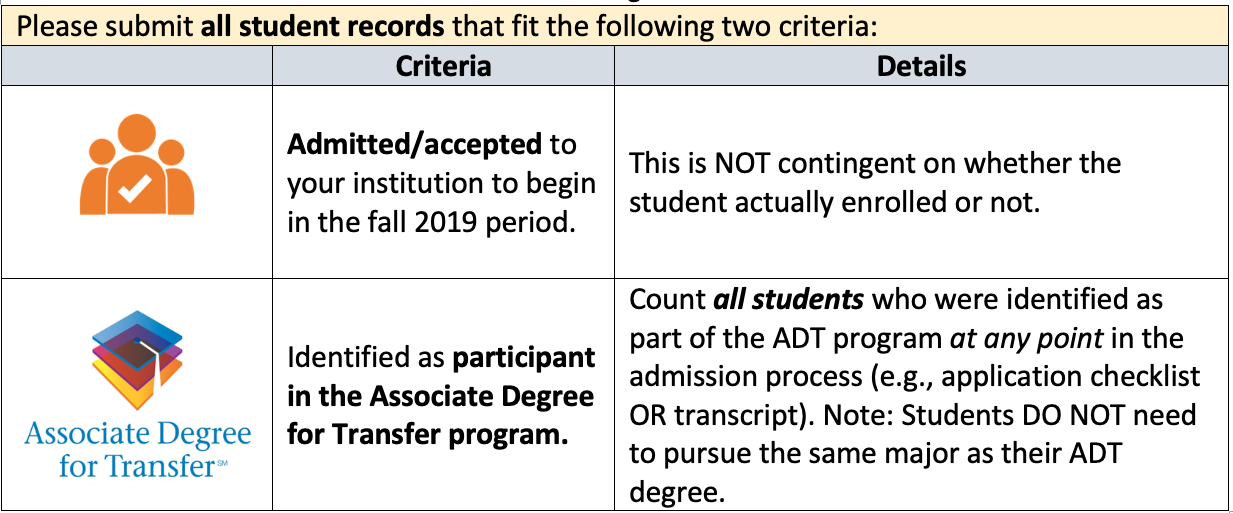 Please submit all student records that fit the following two criteria:
Criteria
Details
Admitted/accepted to
your institution to begin
in the fall 2019 period.
This is NOT contingent on whether the
student actually enrolled or not.
Associate Degree
for Transfer℠
Identified as participant
in the Associate Degree
for Transfer program.
Count all students who were identified as
part of the ADT program at any point in the
admission process (e.g., application checklist
OR transcript). Note: Students DO NOT need
to pursue the same major as their ADT
degree.